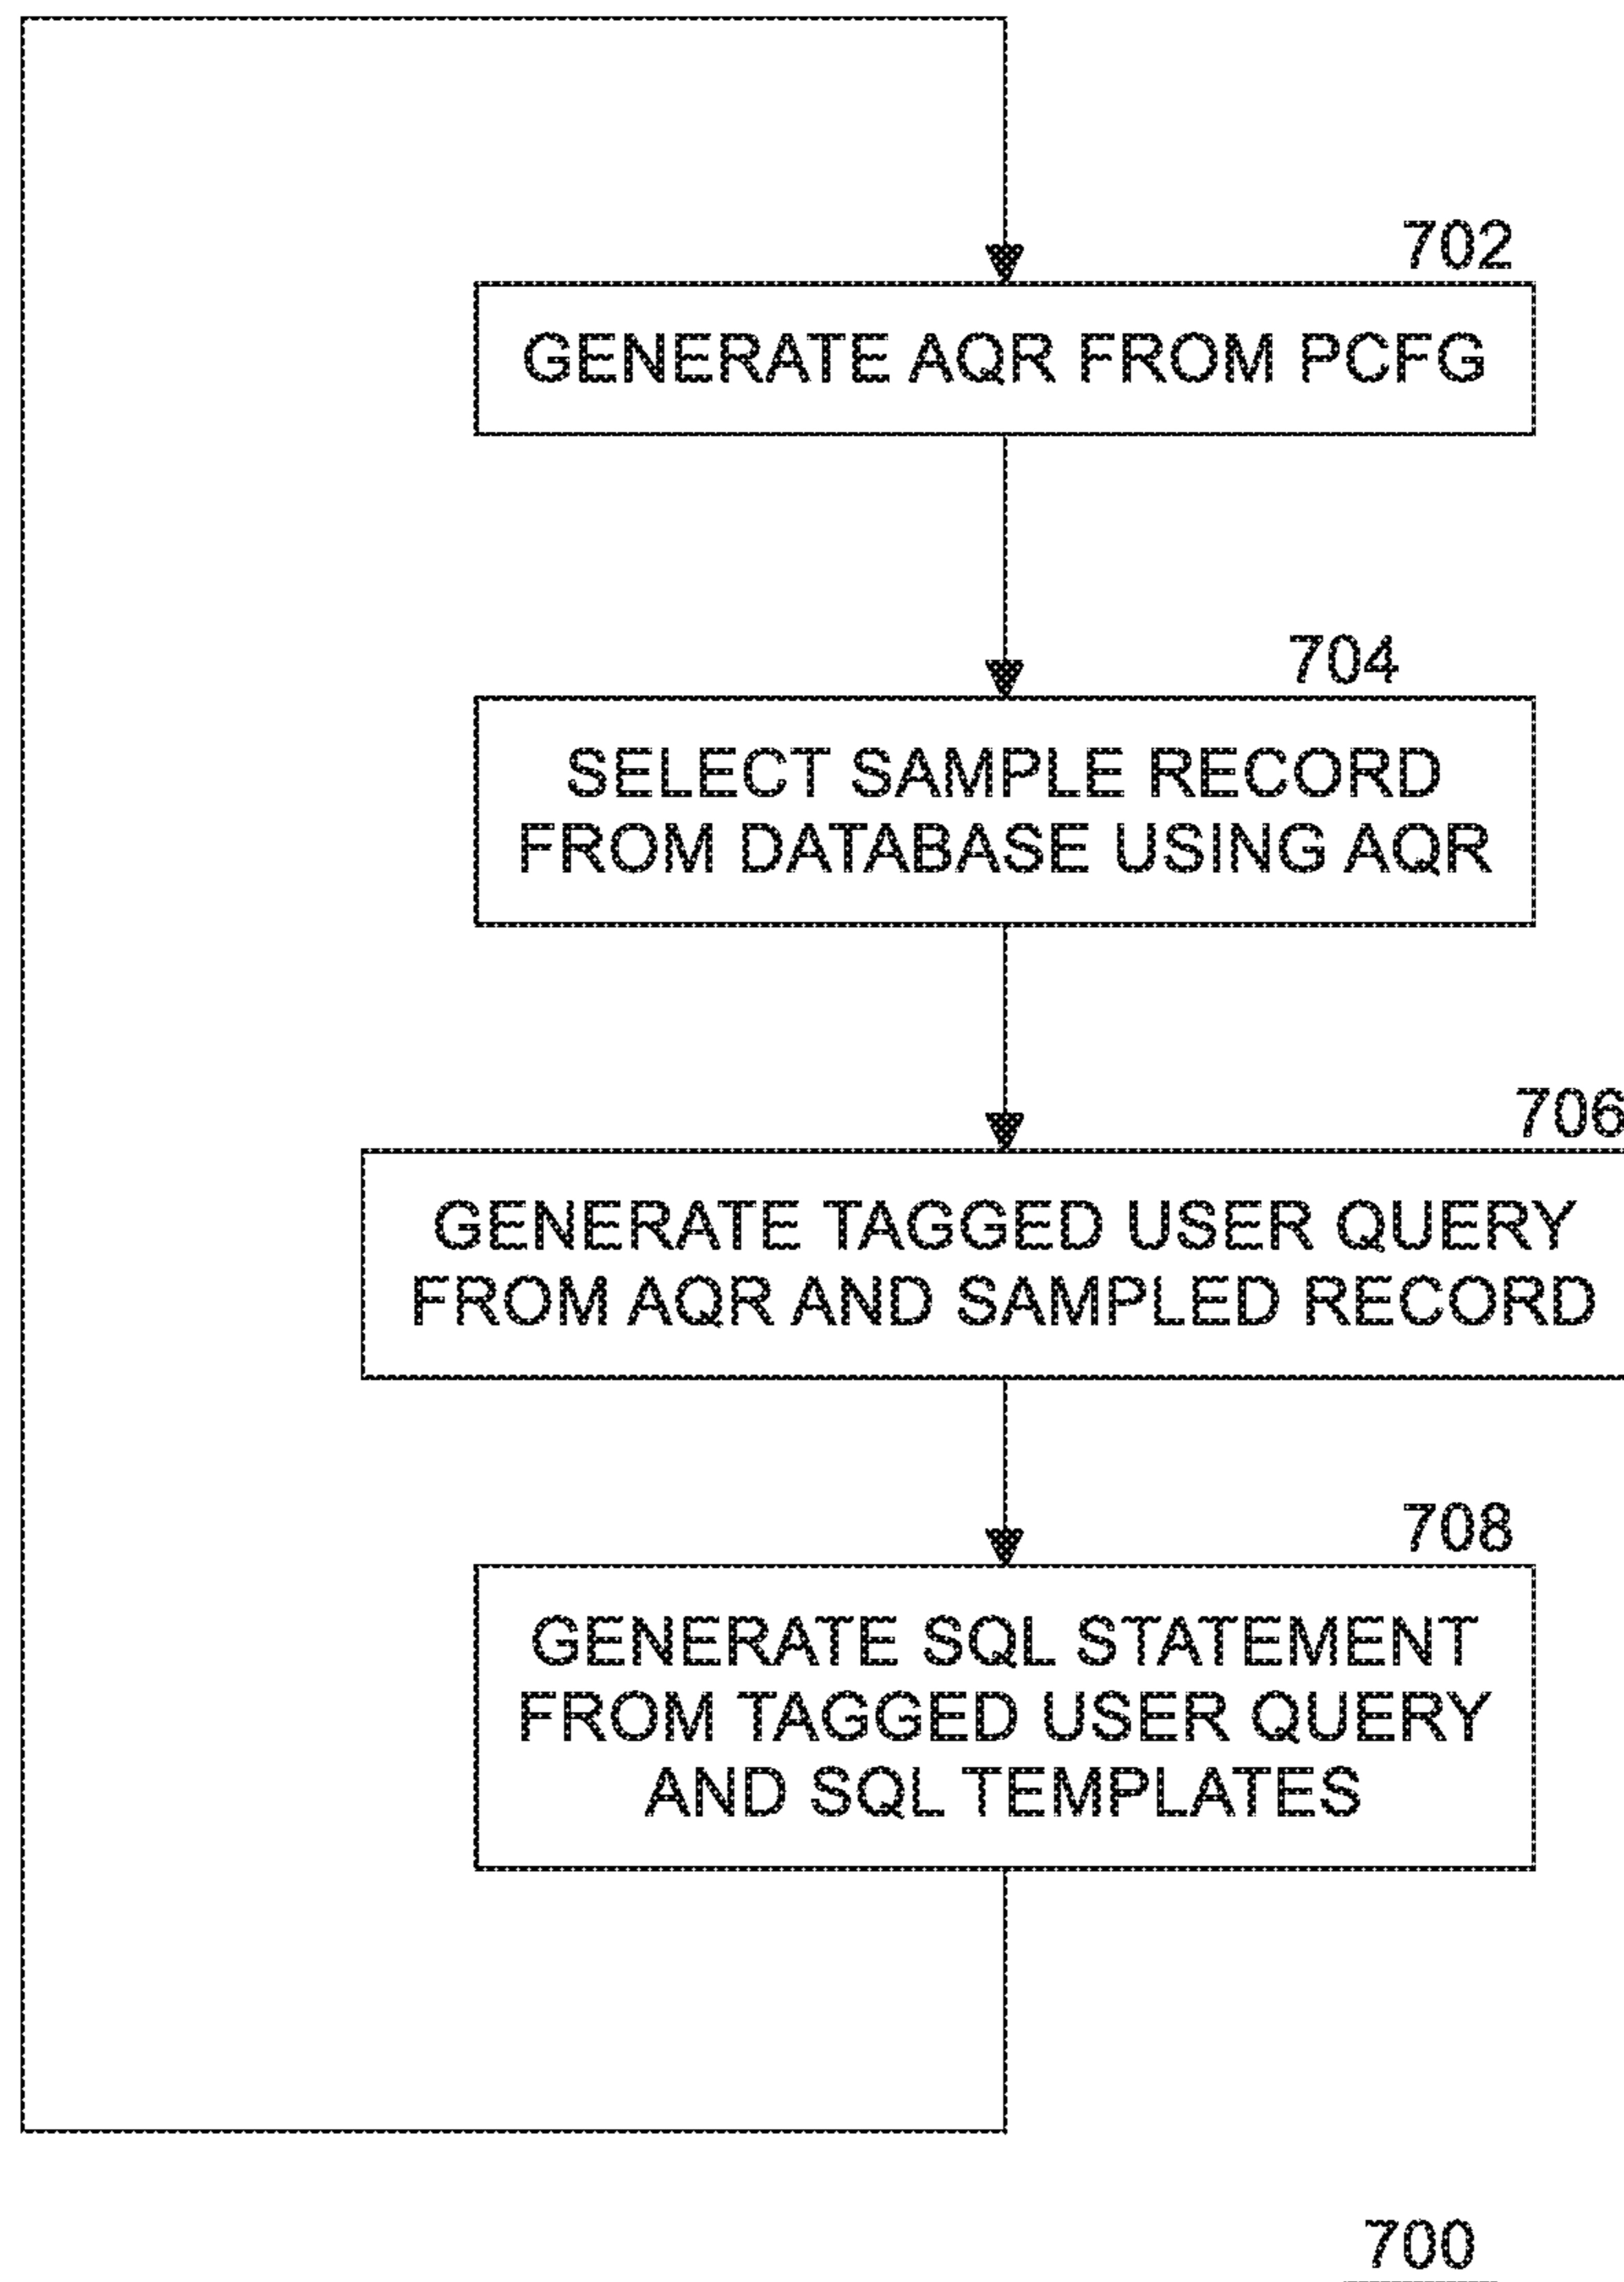 702
GENERATE AQR FROM PCFG
704
SELECT SAMPLE RECORD
FROM DATABASE USING AQR
706
GENERATE TAGGED USER QUERY
FROM AQR AND SAMPLED RECORD
708
GENERATE SQL STATEMENT
FROM TAGGED USER QUERY
AND SQL TEMPLATES
700